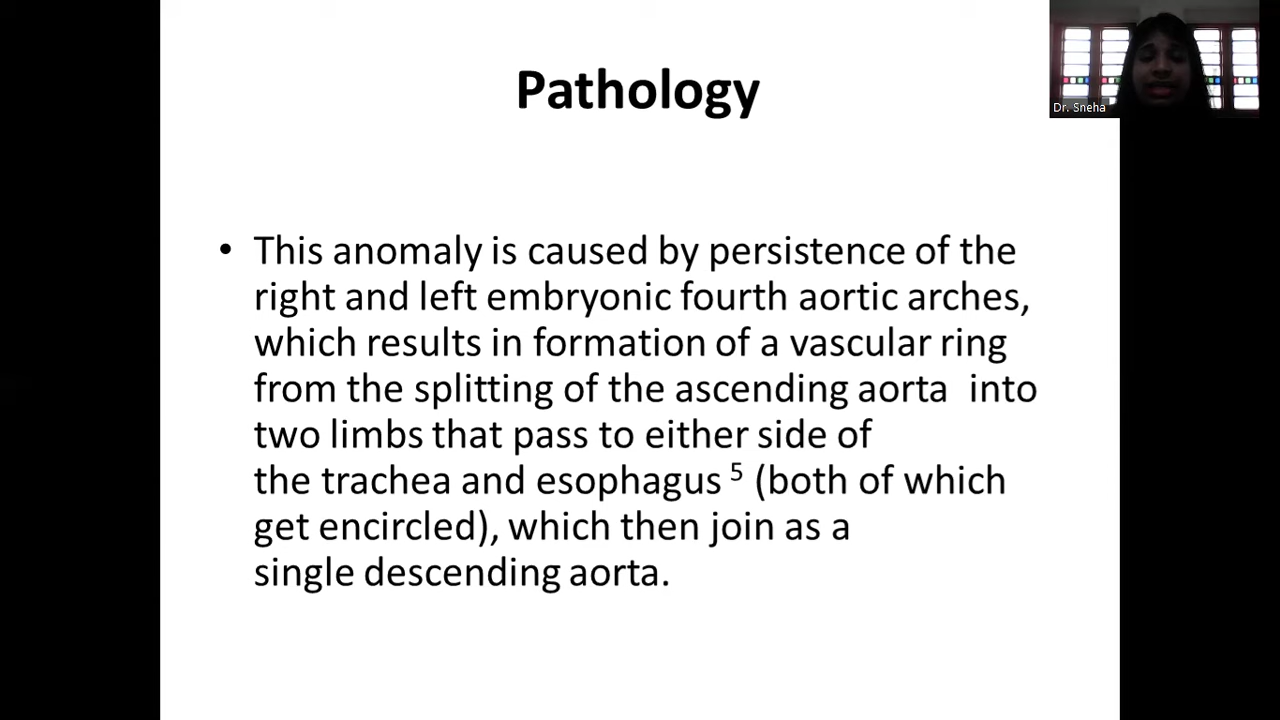 Pathology
Dr. Sneha
• This anomaly is caused by persistence of the
right and left embryonic fourth aortic arches,
which results in formation of a vascular ring
from the splitting of the ascending aorta  into
two limbs that pass to either side of
the trachea and esophagus 5 (both of which
get encircled), which then join as a
single descending aorta.